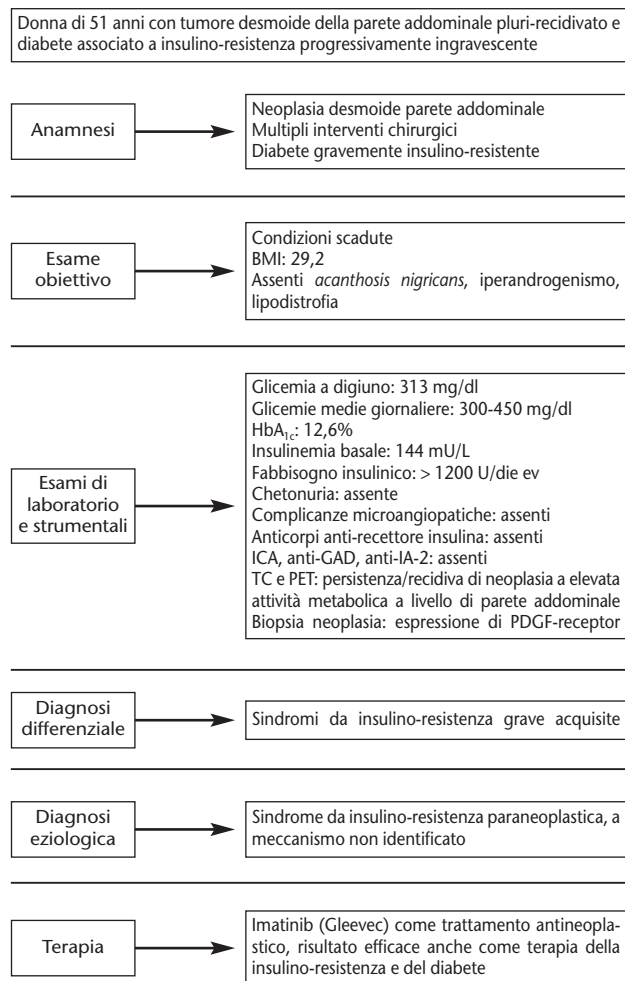 Donna di 51 anni con tumore desmoide della parete addominale pluri-recidivato e
diabete associato a insulino-resistenza progressivamente ingravescente
Anamnesi
Neoplasia desmoide parete addominale
Multipli interventi chirurgici
Diabete gravemente insulino-resistente
Esame
obiettivo
Condizioni scadute
BMI: 29,2
Assenti acanthosis nigricans, iperandrogenismo,
lipodistrofia
Esami di
laboratorio
e strumentali
Glicemia a digiuno: 313 mg/dl
Glicemie medie giornaliere: 300-450 mg/dl
HbA1c: 12,6%
Insulinemia basale: 144 mU/L
Fabbisogno insulinico: > 1200 U/die ev
Chetonuria: assente
Complicanze microangiopatiche: assenti
Anticorpi anti-recettore insulina: assenti
ICA, anti-GAD, anti-IA-2: assenti
TC e PET: persistenza/recidiva di neoplasia a elevata
attività metabolica a livello di parete addominale
Biopsia neoplasia: espressione di PDGF-receptor
Diagnosi
differenziale
Sindromi da insulino-resistenza grave acquisite
Diagnosi
eziologica
Sindrome da insulino-resistenza paraneoplastica, a
meccanismo non identificato
Terapia
Imatinib (Gleevec) come trattamento antineopla-
stico, risultato efficace anche come terapia della
insulino-resistenza e del diabete